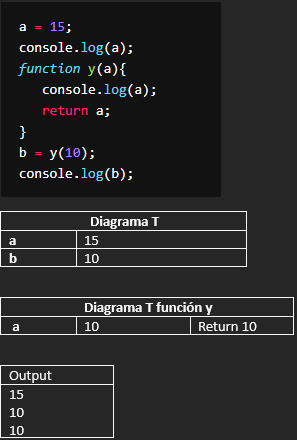 a = 15;
console.log(a);
function y(a){
console.log(a);
return a;
}
b = y(10);
console.log(b);
Diagrama T
a 15
b 10
Diagrama T función y
a 10 Return 10
Output
15
10
10